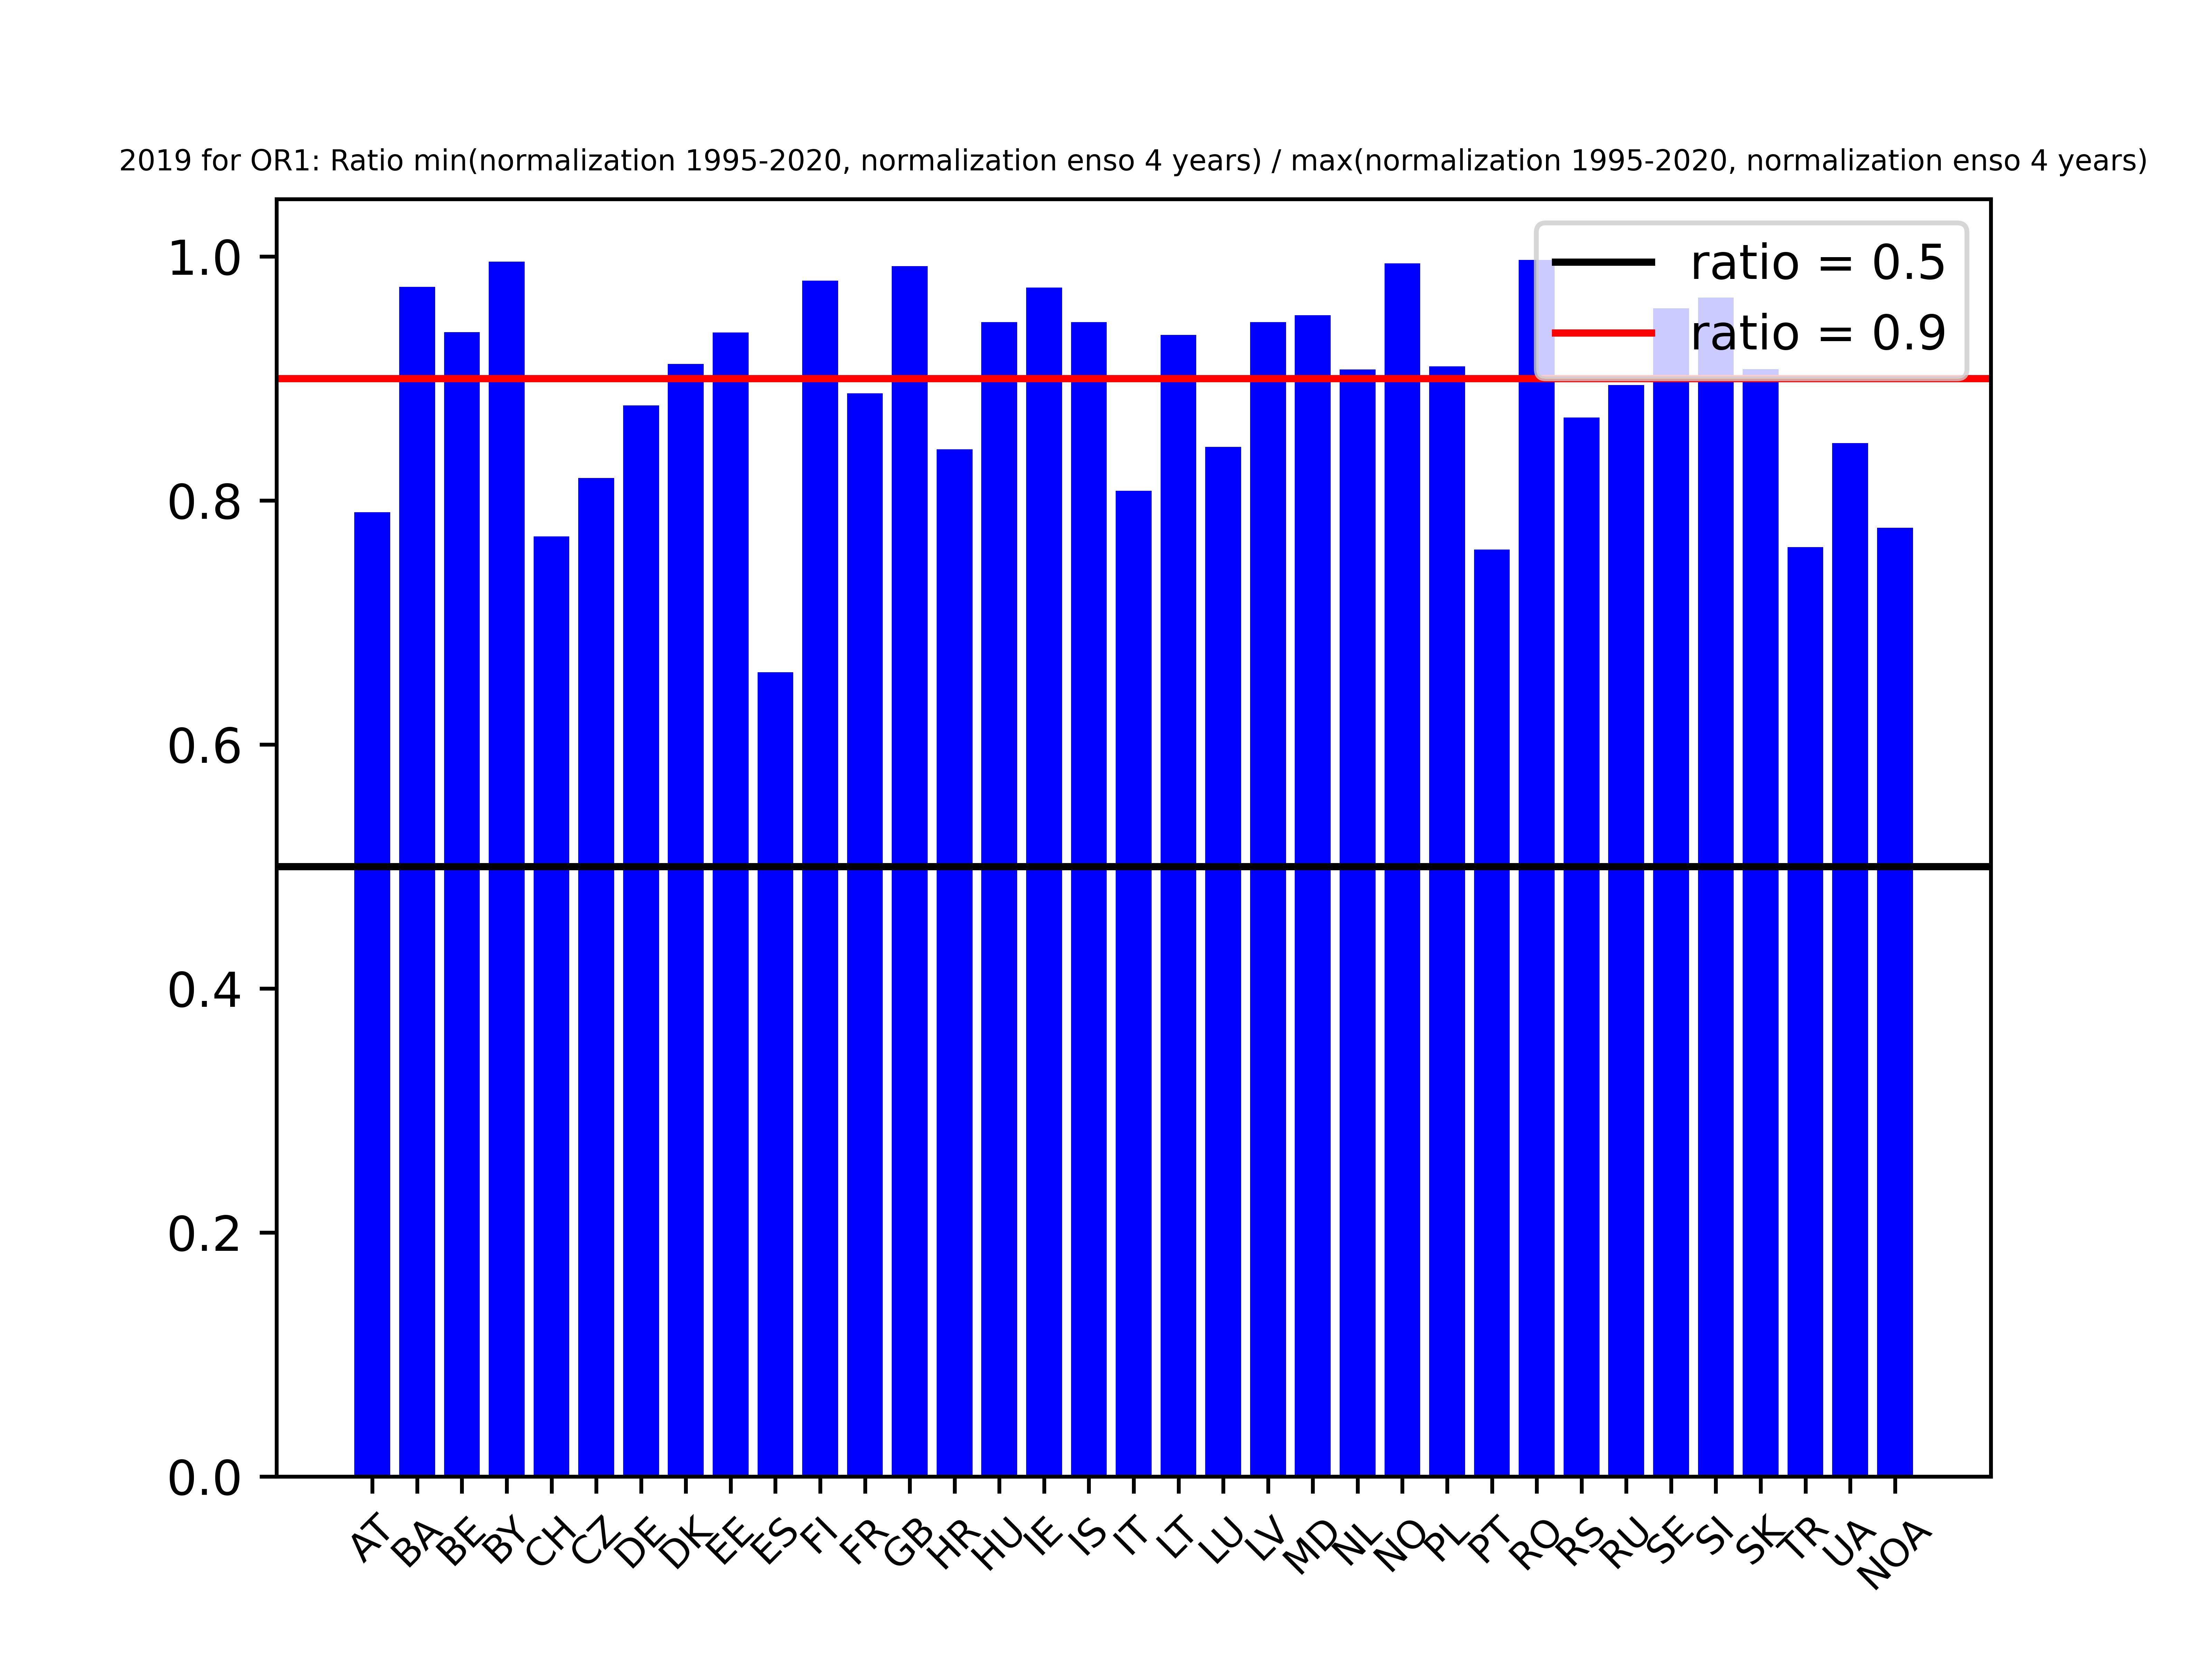 2019 for OR1: Ratio min(normalization 1995-2020, normalization enso 4 years) / max(normalization 1995-2020, normalization enso 4 years)
1.0
0.8
0.6
0.4
0.2
0.0
ratio = 0.5
ratio = 0.9
AT BA BE BY CH CZ DE DK EE ES FI FR GB HR HU IE IS IT LT LU LV MD NL NO PL PT RO RS RU SE SI SK TR UA NOA